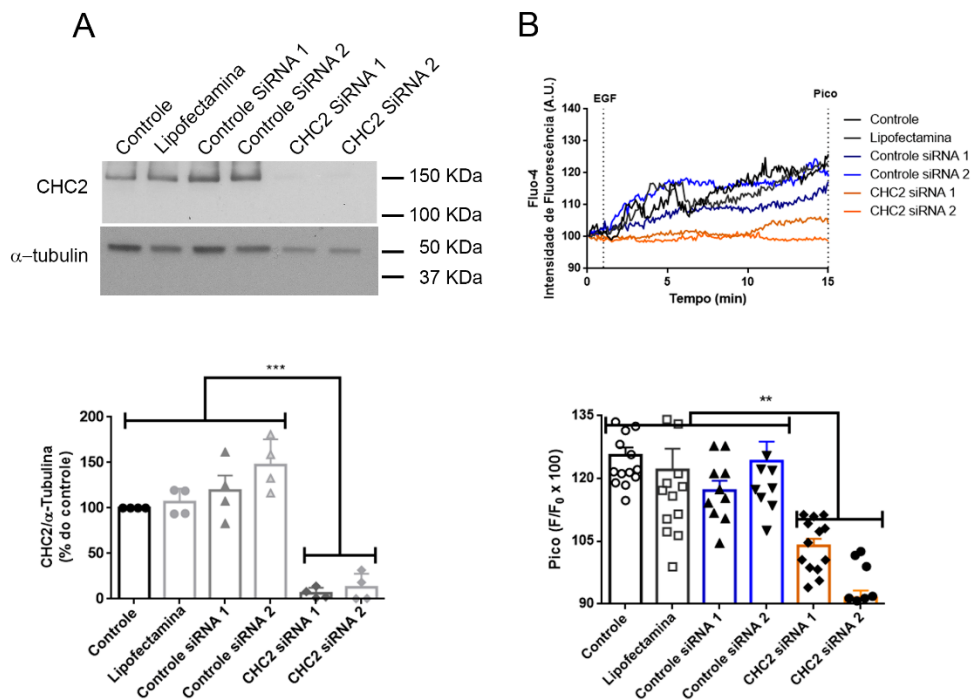 A
Controle
Lipofectamina
Controle SiRNA 1
Controle SiRNA 2
CHC2 SiRNA 1
CHC2 SiRNA 2
CHC2
150 KDa
100 KDa
α–tubulin
50 KDa
37 KDa
B
EGF
Pico
Fluo-4
Intensidade de Fluorescência (A.U.)
140
130
120
110
100
90
0
5
10
15
Tempo (min)
Controle
Lipofectamina
Controle siRNA 1
Controle siRNA 2
CHC2 siRNA 1
CHC2 siRNA 2
***
CHC2/α-Tubulina
(% do controle)
200
150
100
50
0
Controle
Lipofectamina
Controle siRNA 1
Controle siRNA 2
CHC2 siRNA 1
CHC2 siRNA 2
**
Pico (F/F0 x 100)
135
120
105
90
Controle
Lipofectamina
Controle siRNA 1
Controle siRNA 2
CHC2 siRNA 1
CHC2 siRNA 2